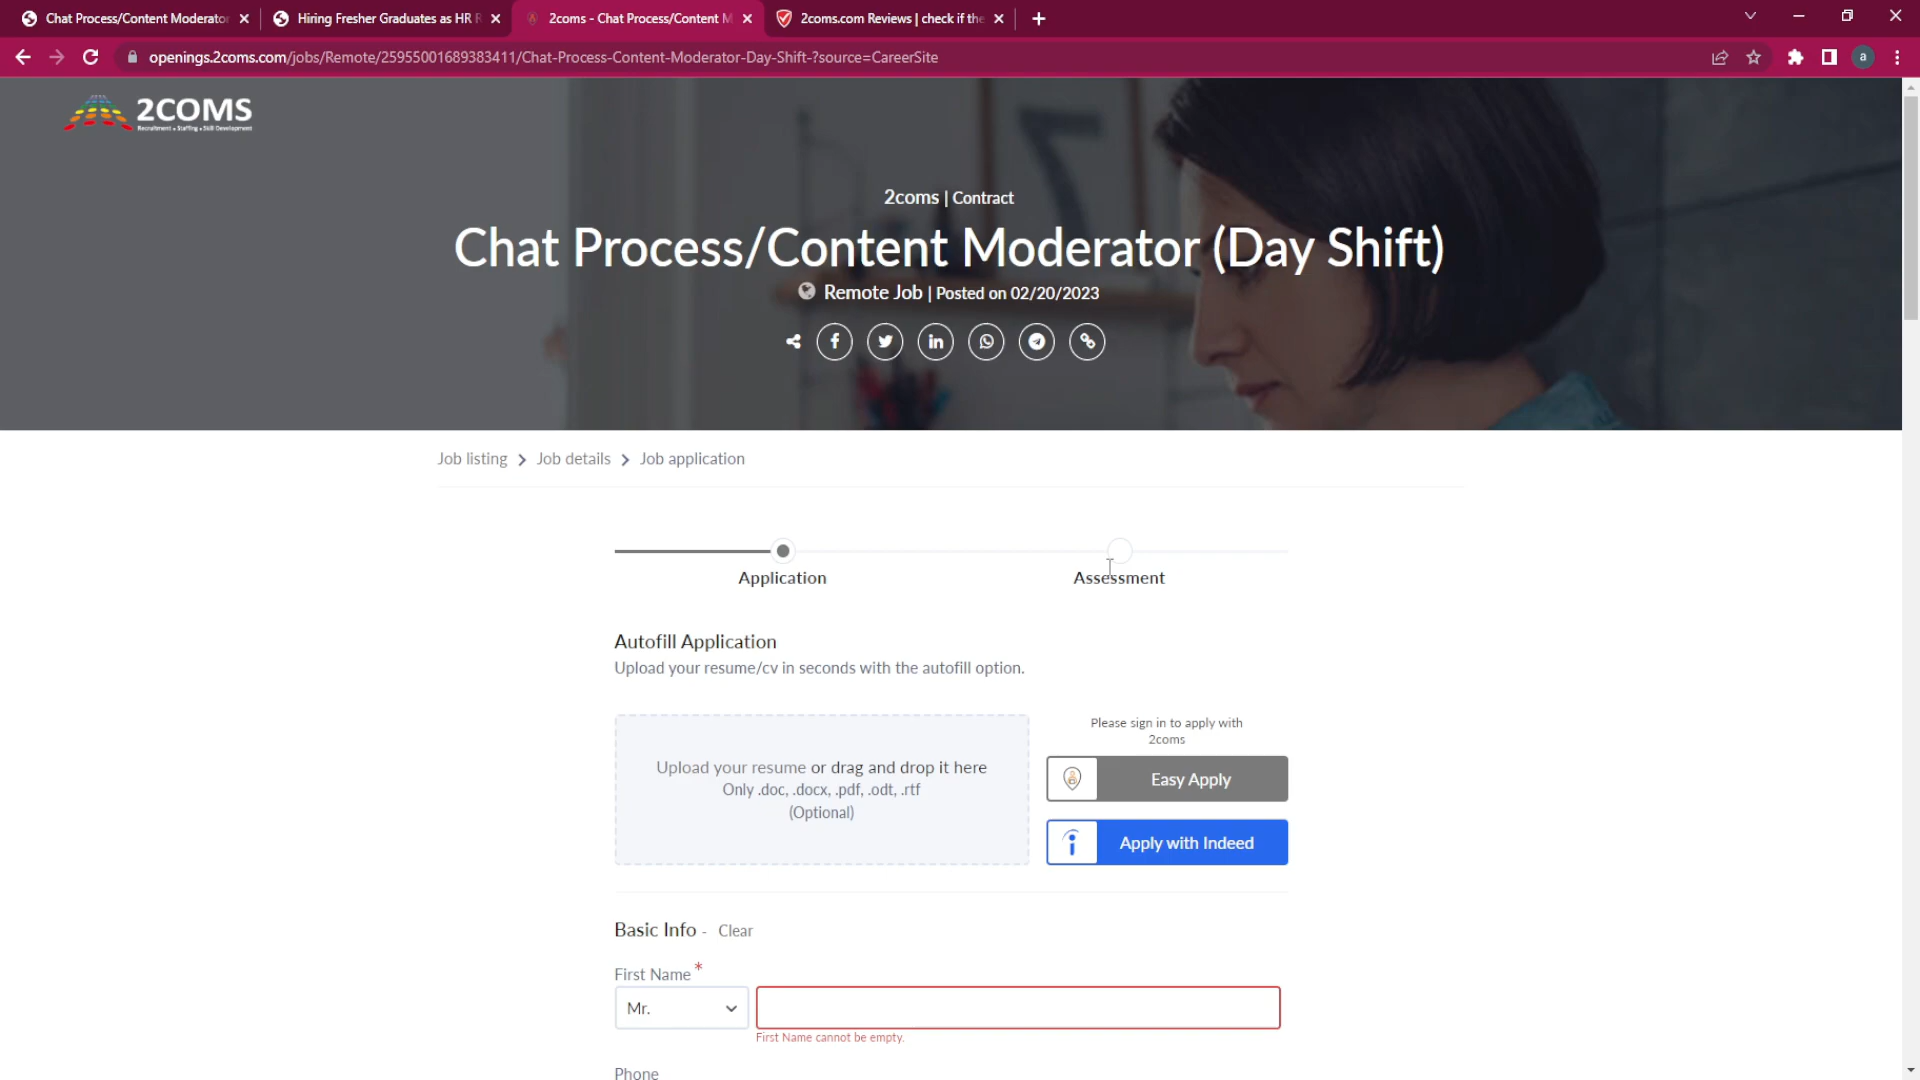 Chat Process/Content Moderator
Hiring Fresher Graduates as HR R
2coms - Chat Process/Content M
2coms.com Reviews | check if the
openings.2coms.com/jobs/Remote/25955001689383411/Chat-Process-Content-Moderator-Day-Shift-?source=CareerSite
a
2COMS
Recruitment • Staffing • Skill Development
2coms | Contract
Chat Process/Content Moderator (Day Shift)
Remote Job | Posted on 02/20/2023
Job listing > Job details > Job application
Application
Assessment
Autofill Application
Upload your resume/cv in seconds with the autofill option.
Upload your resume or drag and drop it here
Only .doc, .docx, .pdf, .odt, .rtf
(Optional)
Please sign in to apply with
2coms
Easy Apply
Apply with Indeed
Basic Info - Clear
First Name *
Mr.
First Name cannot be empty.
Phone